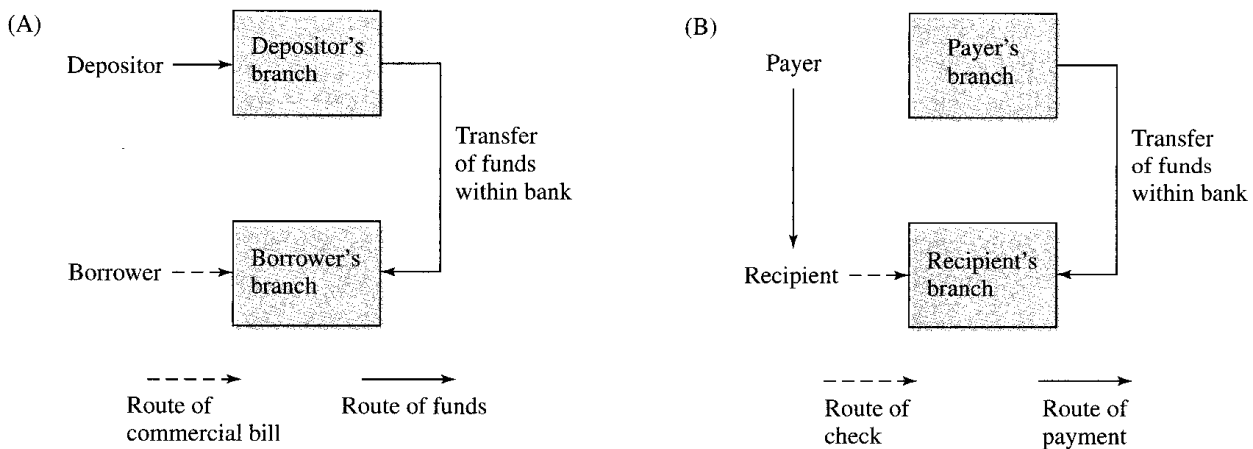 (A)
Depositor
Depositor's
branch
Transfer
of funds
within bank
Borrower
Borrower's
branch
Route of
commercial bill
Route of funds
(B)
Payer
Payer's
branch
Transfer
of funds
within bank
Recipient
Recipient's
branch
Route of
check
Route of
payment